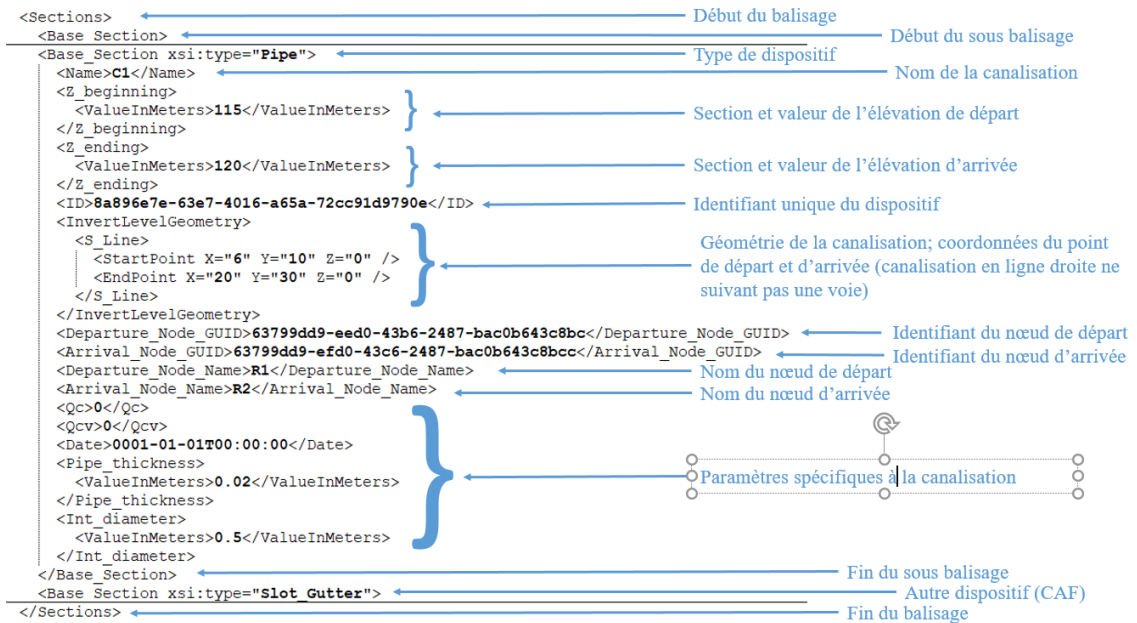 <Sections> Début du balisage
<Base_Section> Début du sous balisage
<Base_Section xsi:type="Pipe"> Type de dispositif
<Name>C1</Name> Nom de la canalisation
<Z_beginning>
<ValueInMeters>115</ValueInMeters> Section et valeur de l'élévation de départ
</Z_beginning>
<Z_ending>
<ValueInMeters>120</ValueInMeters> Section et valeur de l'élévation d'arrivée
</Z_ending>
<ID>8a896e7e-63e7-4016-a65a-72cc91d9790e</ID> Identifiant unique du dispositif
<InvertLevelGeometry>
<S_Line>
<StartPoint X="6" Y="10" Z="0" />
<EndPoint X="20" Y="30" Z="0" />
</S_Line>
</InvertLevelGeometry>
Géométrie de la canalisation; coordonnées du point
de départ et d'arrivée (canalisation en ligne droite ne
suivant pas une voie)
<Departure_Node_GUID>63799dd9-eed0-43b6-2487-bac0b643c8bc</Departure_Node_GUID> Identifiant du nœud de départ
<Arrival_Node_GUID>63799dd9-efd0-43c6-2487-bac0b643c8bcc</Arrival_Node_GUID> Identifiant du nœud d'arrivée
<Departure_Node_Name>R1</Departure_Node_Name> Nom du nœud de départ
<Arrival_Node_Name>R2</Arrival_Node_Name> Nom du nœud d'arrivée
<Qc>0</Qc>
<Qcv>0</Qcv>
<Date>0001-01-01T00:00:00</Date>
<Pipe_thickness>
<ValueInMeters>0.02</ValueInMeters> Paramètres spécifiques à la canalisation
</Pipe_thickness>
<Int_diameter>
<ValueInMeters>0.5</ValueInMeters>
</Int_diameter>
</Base_Section> Fin du sous balisage
<Base_Section xsi:type="Slot_Gutter"> Autre dispositif (CAF)
</Sections> Fin du balisage